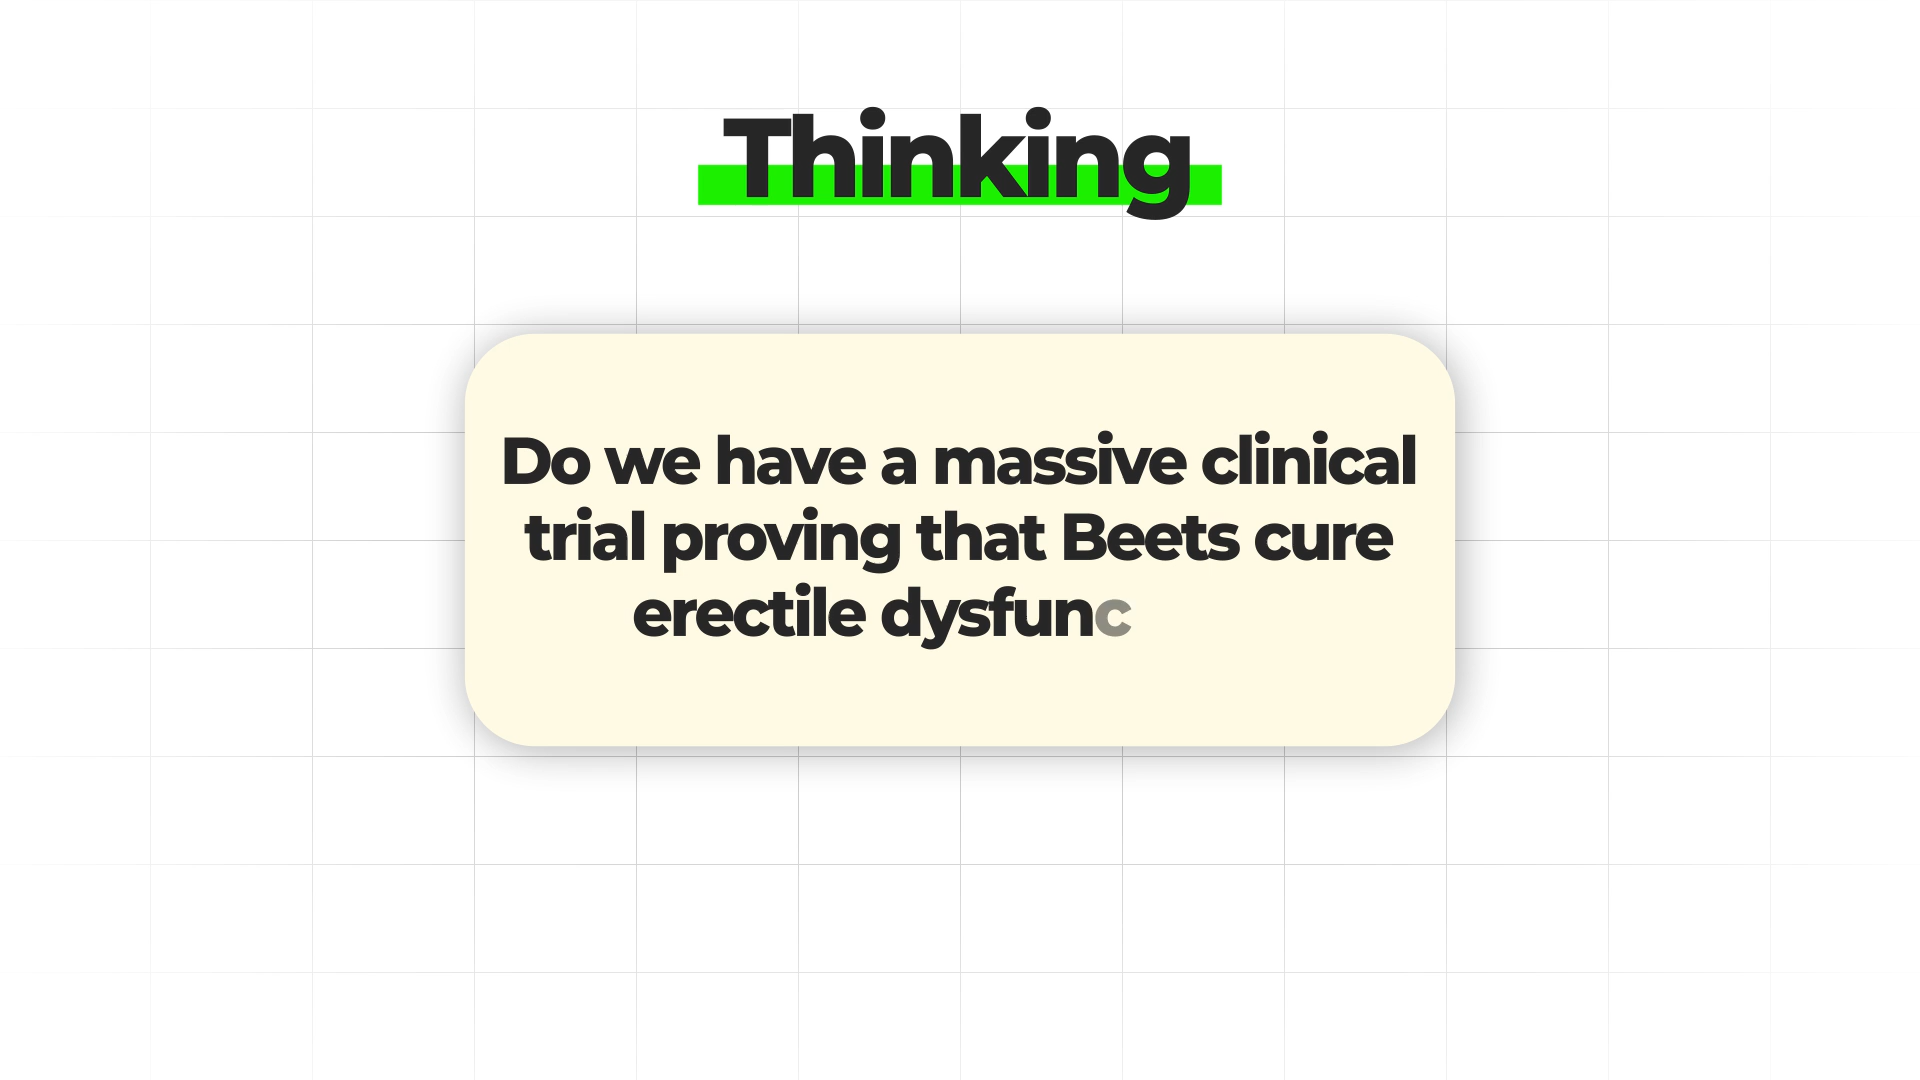 Thinking
Do we have a massive clinical
trial proving that Beets cure
erectile dysfunc